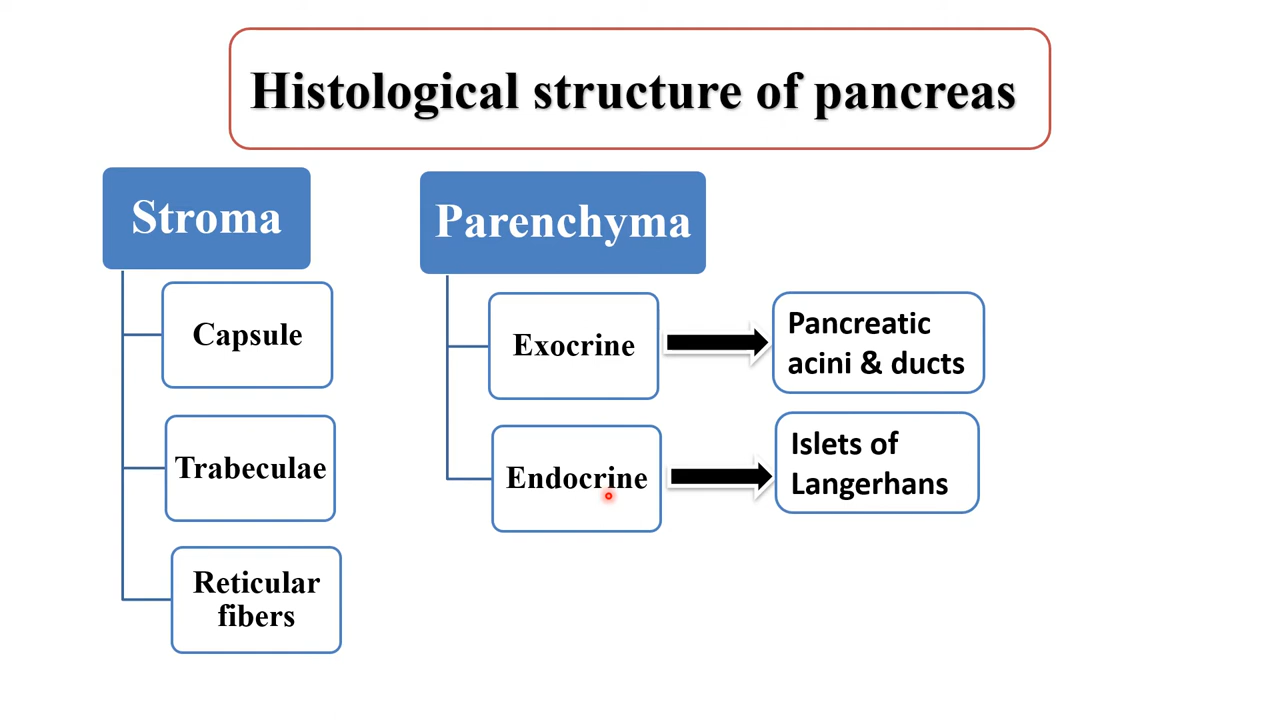 Histological structure of pancreas
Stroma
Capsule
Trabeculae
Reticular
fibers
Parenchyma
Exocrine
Pancreatic
acini & ducts
Endocrine
Islets of
Langerhans